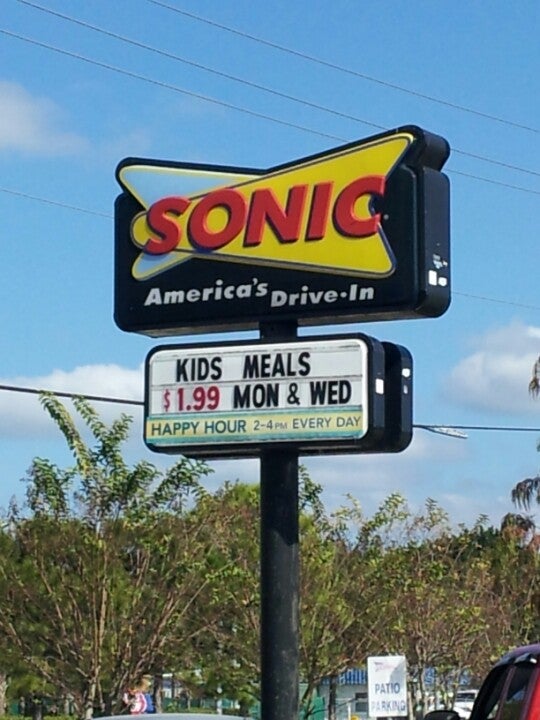 SONIC
America's Drive-In
KIDS MEALS
$1.99 MON & WED
HAPPY HOUR 2-4PM EVERY DAY
PATIO
PARKING